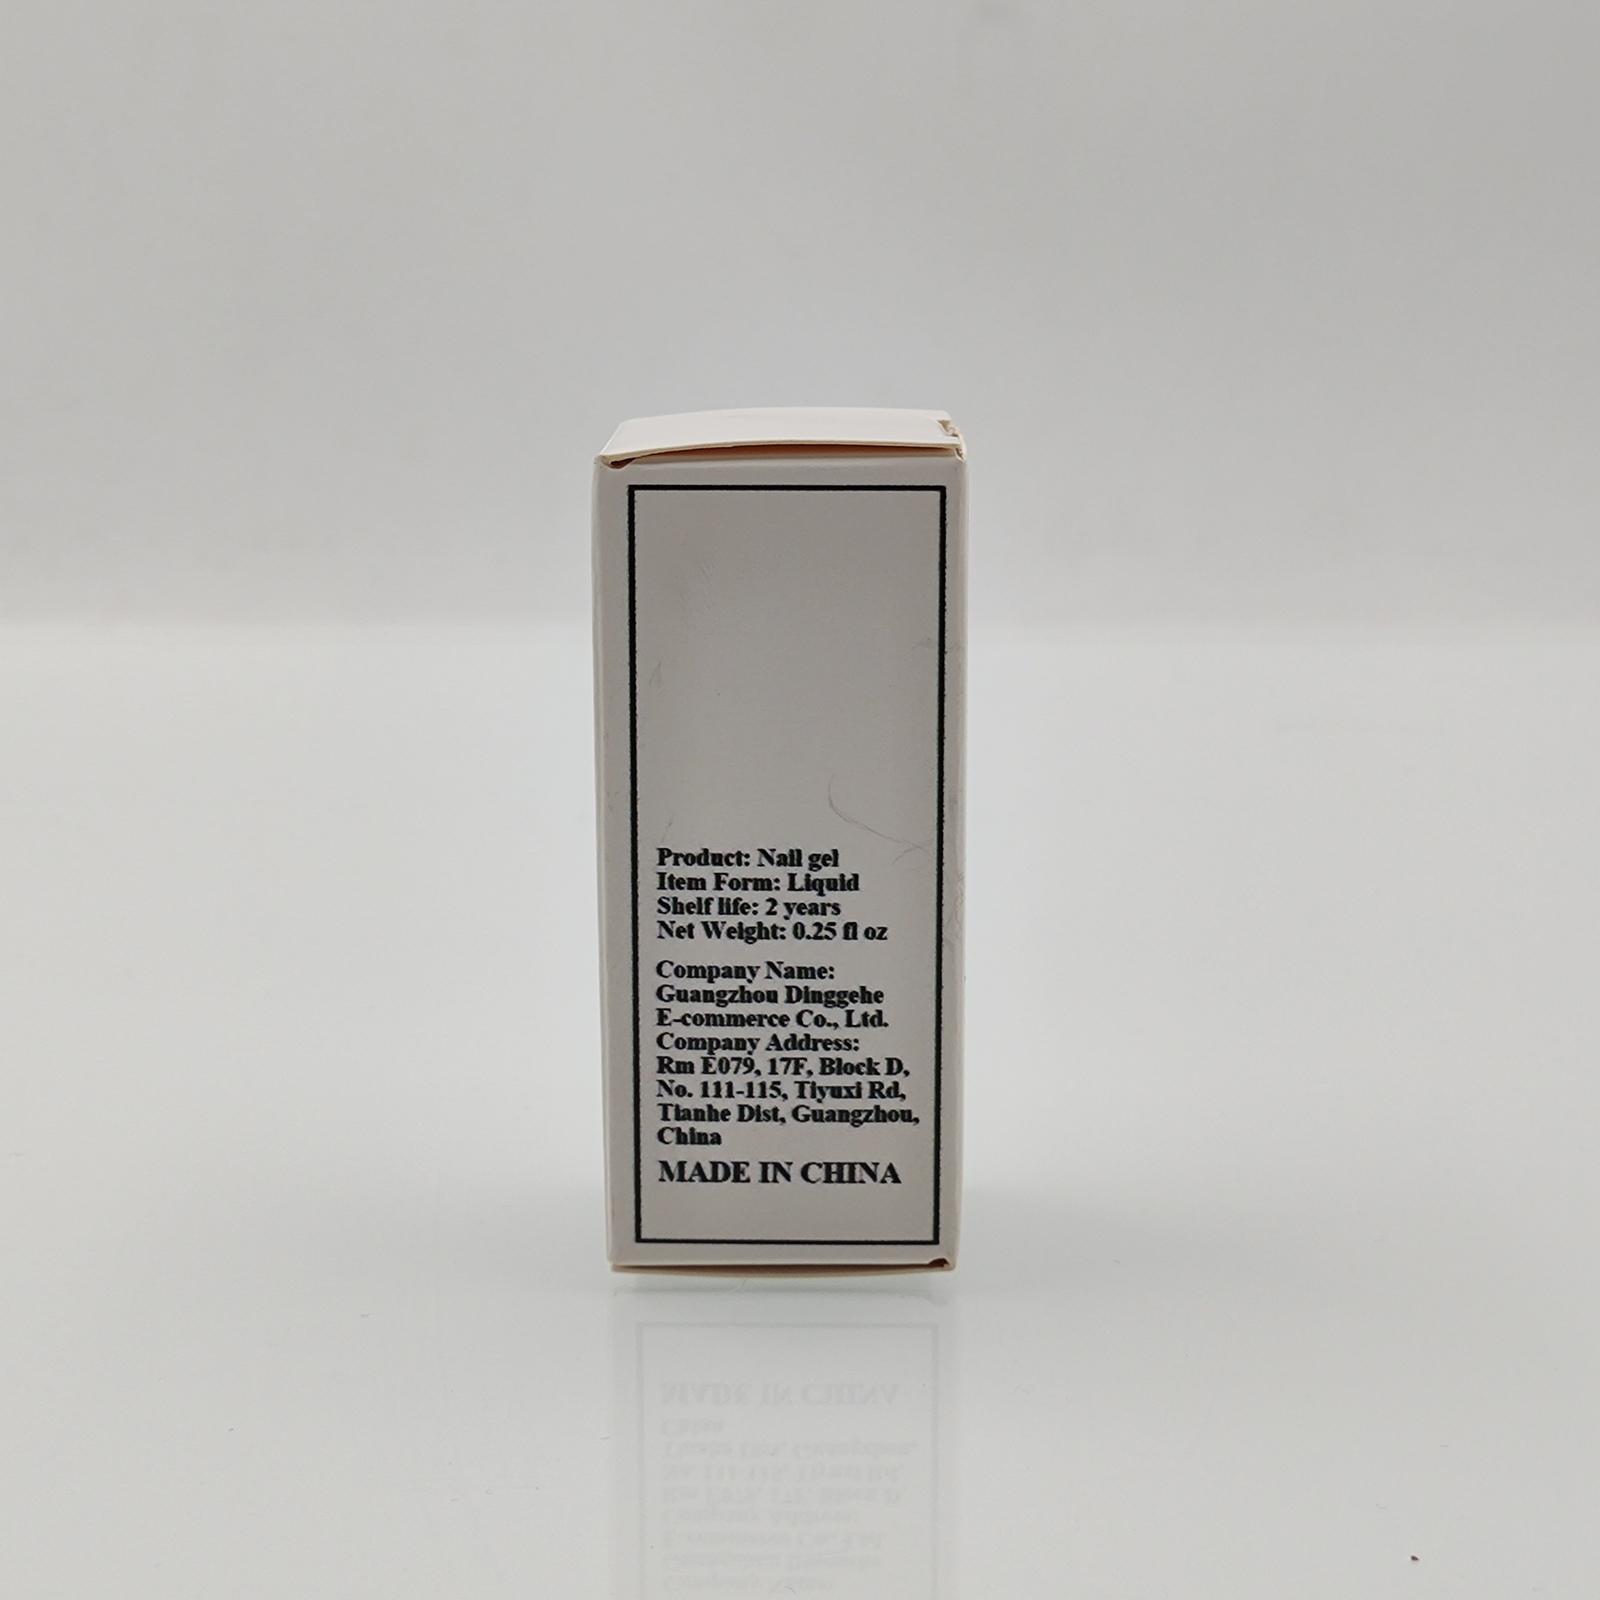 Product: Nail gel
Item Form: Liquid
Shelf life: 2 years
Net Weight: 0.25 fl oz
Company Name:
Guangzhou Dinggehe
E-commerce Co., Ltd.
Company Address:
Rm E079, 17F, Block D,
No. 111-115, Tiyuxi Rd,
Tianhe Dist, Guangzhou,
China
MADE IN CHINA